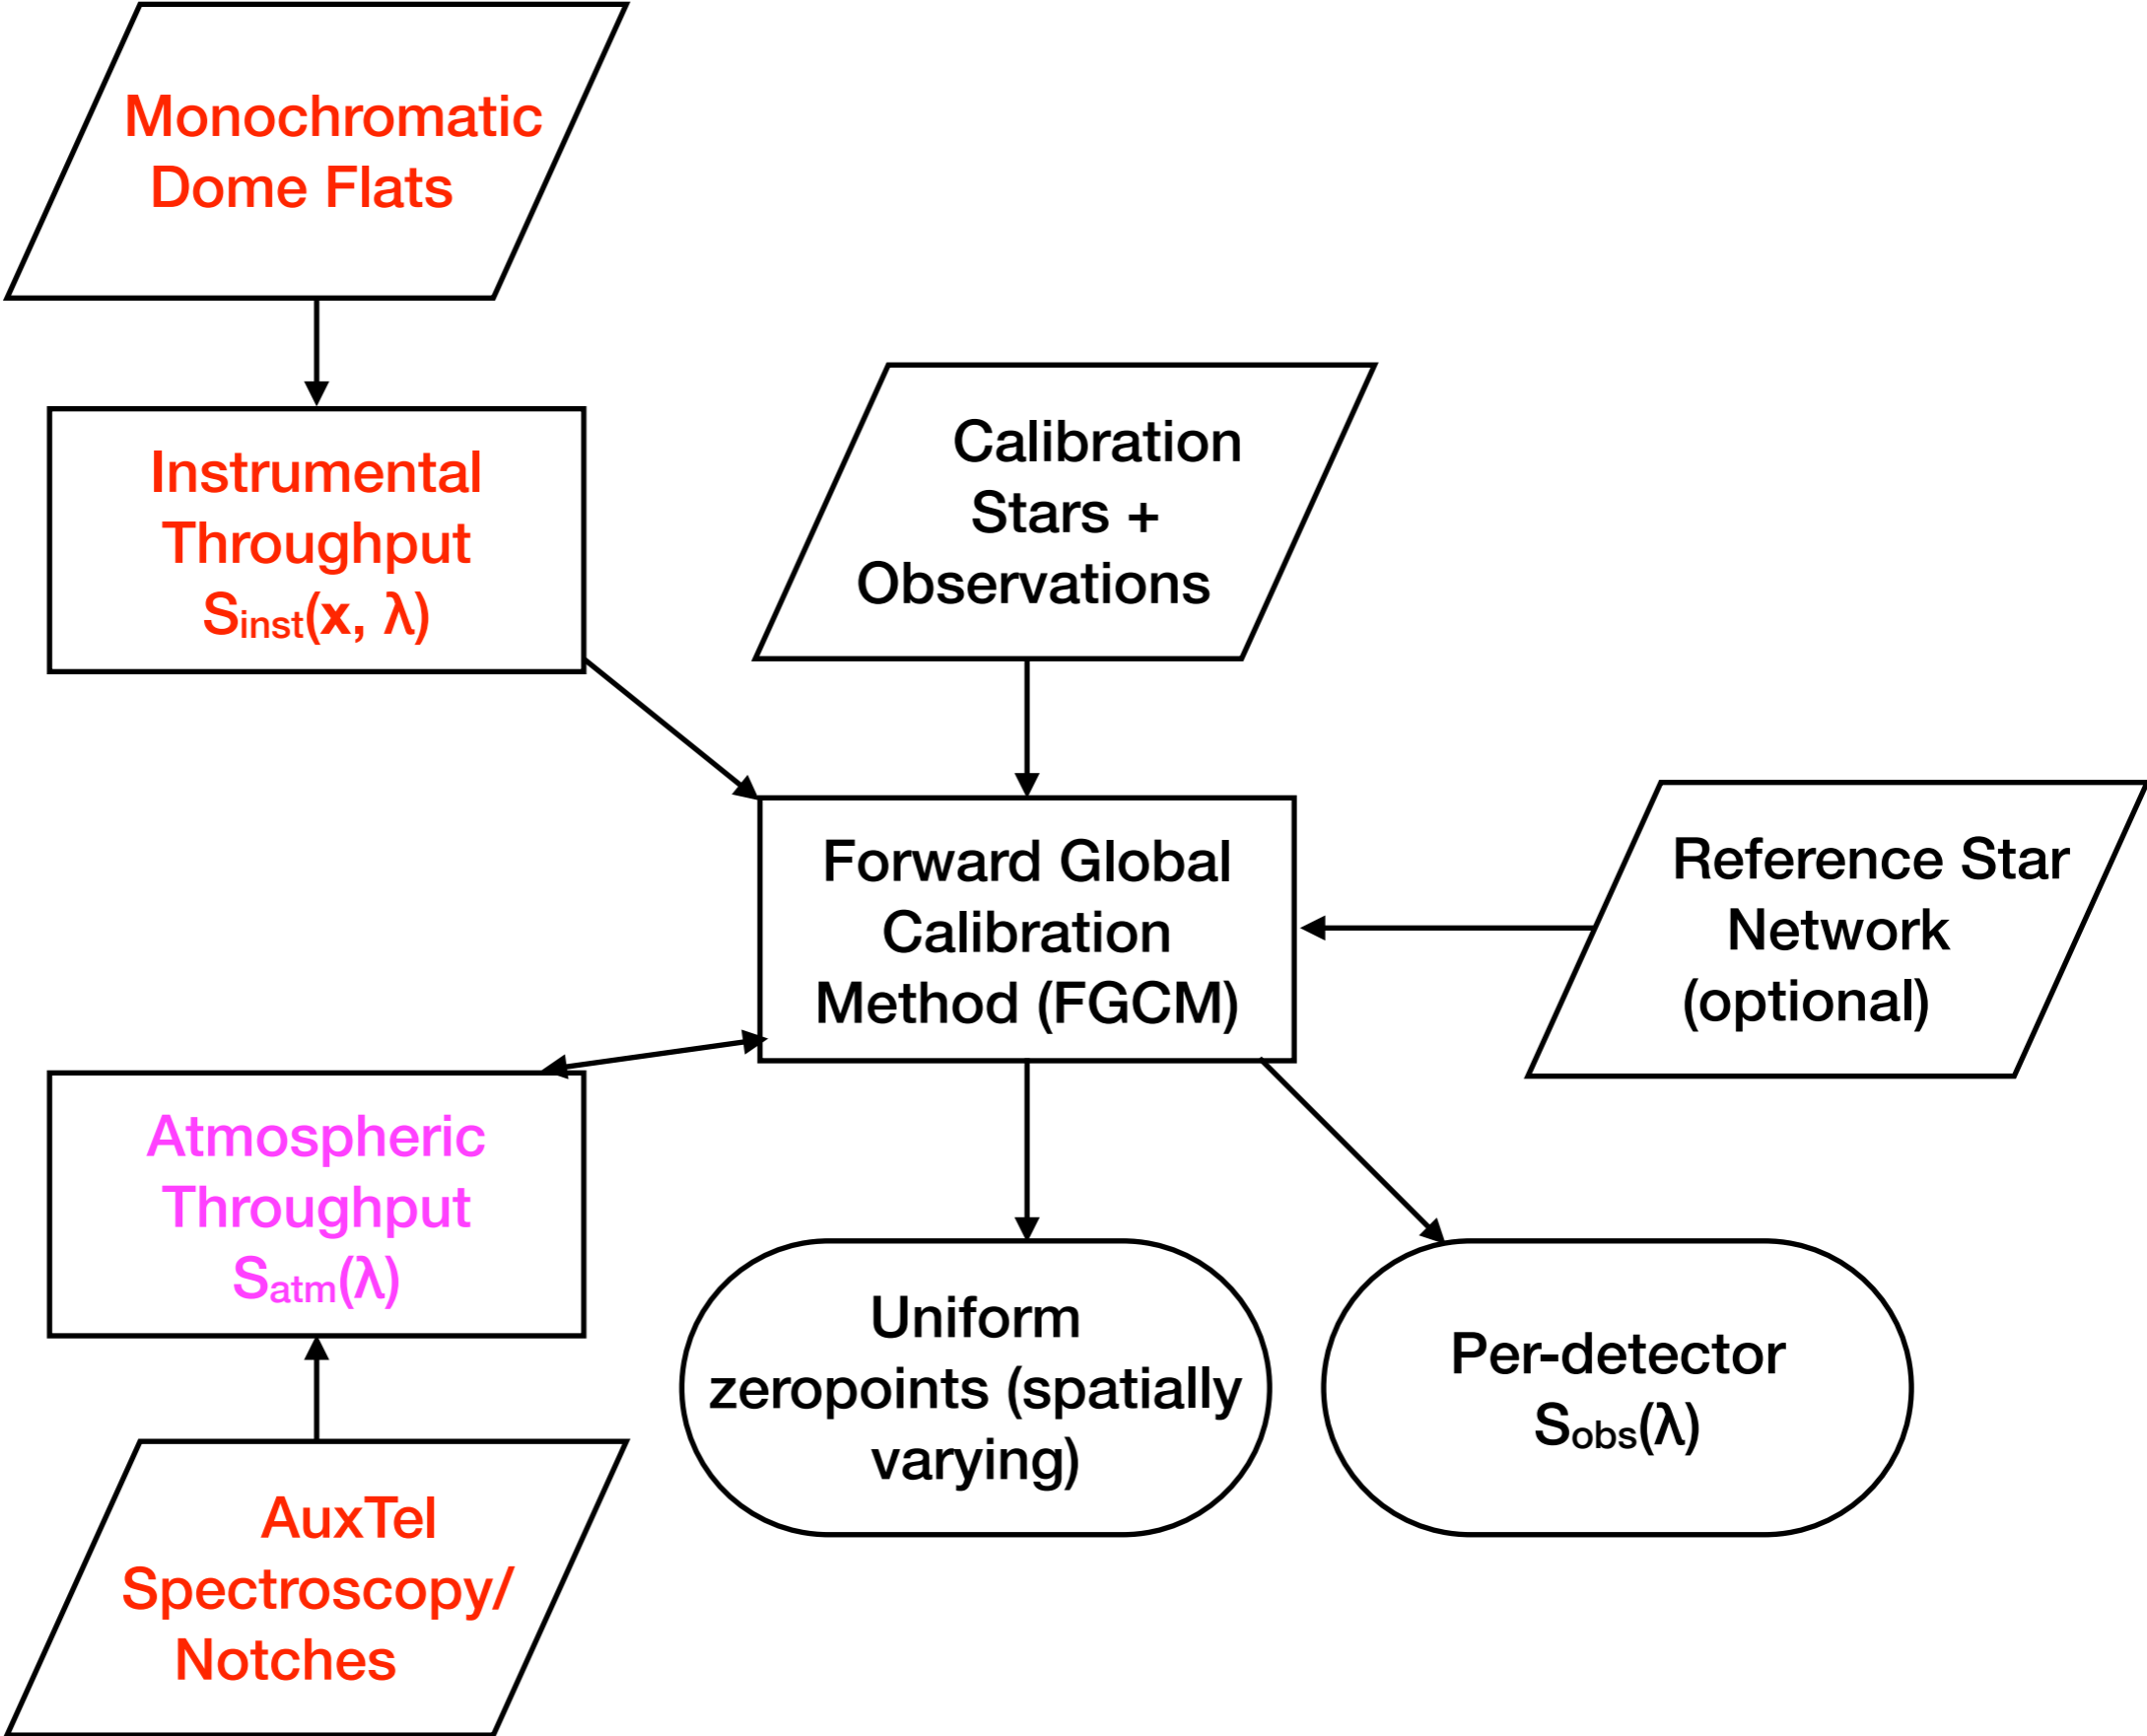 Monochromatic
Dome Flats
Instrumental
Throughput
Sinst(x, λ)
Calibration
Stars +
Observations
Forward Global
Calibration
Method (FGCM)
Reference Star
Network
(optional)
Atmospheric
Throughput
Satm(λ)
AuxTel
Spectroscopy/
Notches
Uniform
zeropoints (spatially
varying)
Per-detector
Sobs(λ)